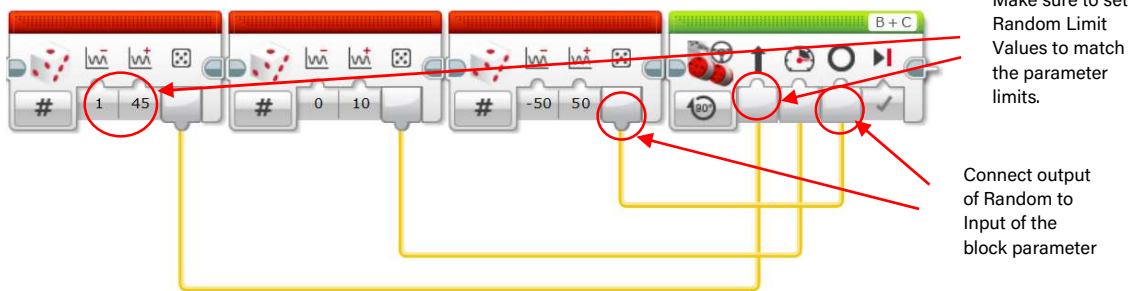 B + C
# 1 45
# 0 10
# -50 50
90°
Make sure to set
Random Limit
Values to match
the parameter
limits.
Connect output
of Random to
Input of the
block parameter